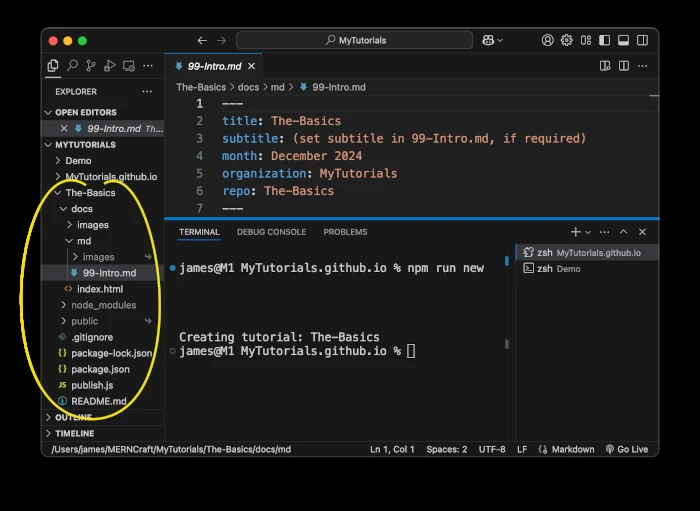 MyTutorials
EXPLORER
OPEN EDITORS
99-Intro.md Th...
MYTUTORIALS
Demo
MyTutorials.github.io
The-Basics
docs
images
md
images
99-Intro.md
index.html
node_modules
public
.gitignore
package-lock.json
package.json
publish.js
README.md
OUTLINE
TIMELINE
99-Intro.md
The-Basics > docs > md > 99-Intro.md
1 ---
2 title: The-Basics
3 subtitle: (set subtitle in 99-Intro.md, if required)
4 month: December 2024
5 organization: MyTutorials
6 repo: The-Basics
7 ---
TERMINAL DEBUG CONSOLE PROBLEMS
james@M1 MyTutorials.github.io % npm run new
Creating tutorial: The-Basics
james@M1 MyTutorials.github.io %
zsh MyTutorials.github.io
zsh Demo
/Users/james/MERNCraft/MyTutorials/The-Basics/docs/md Ln 1, Col 1 Spaces: 2 UTF-8 LF Markdown Go Live